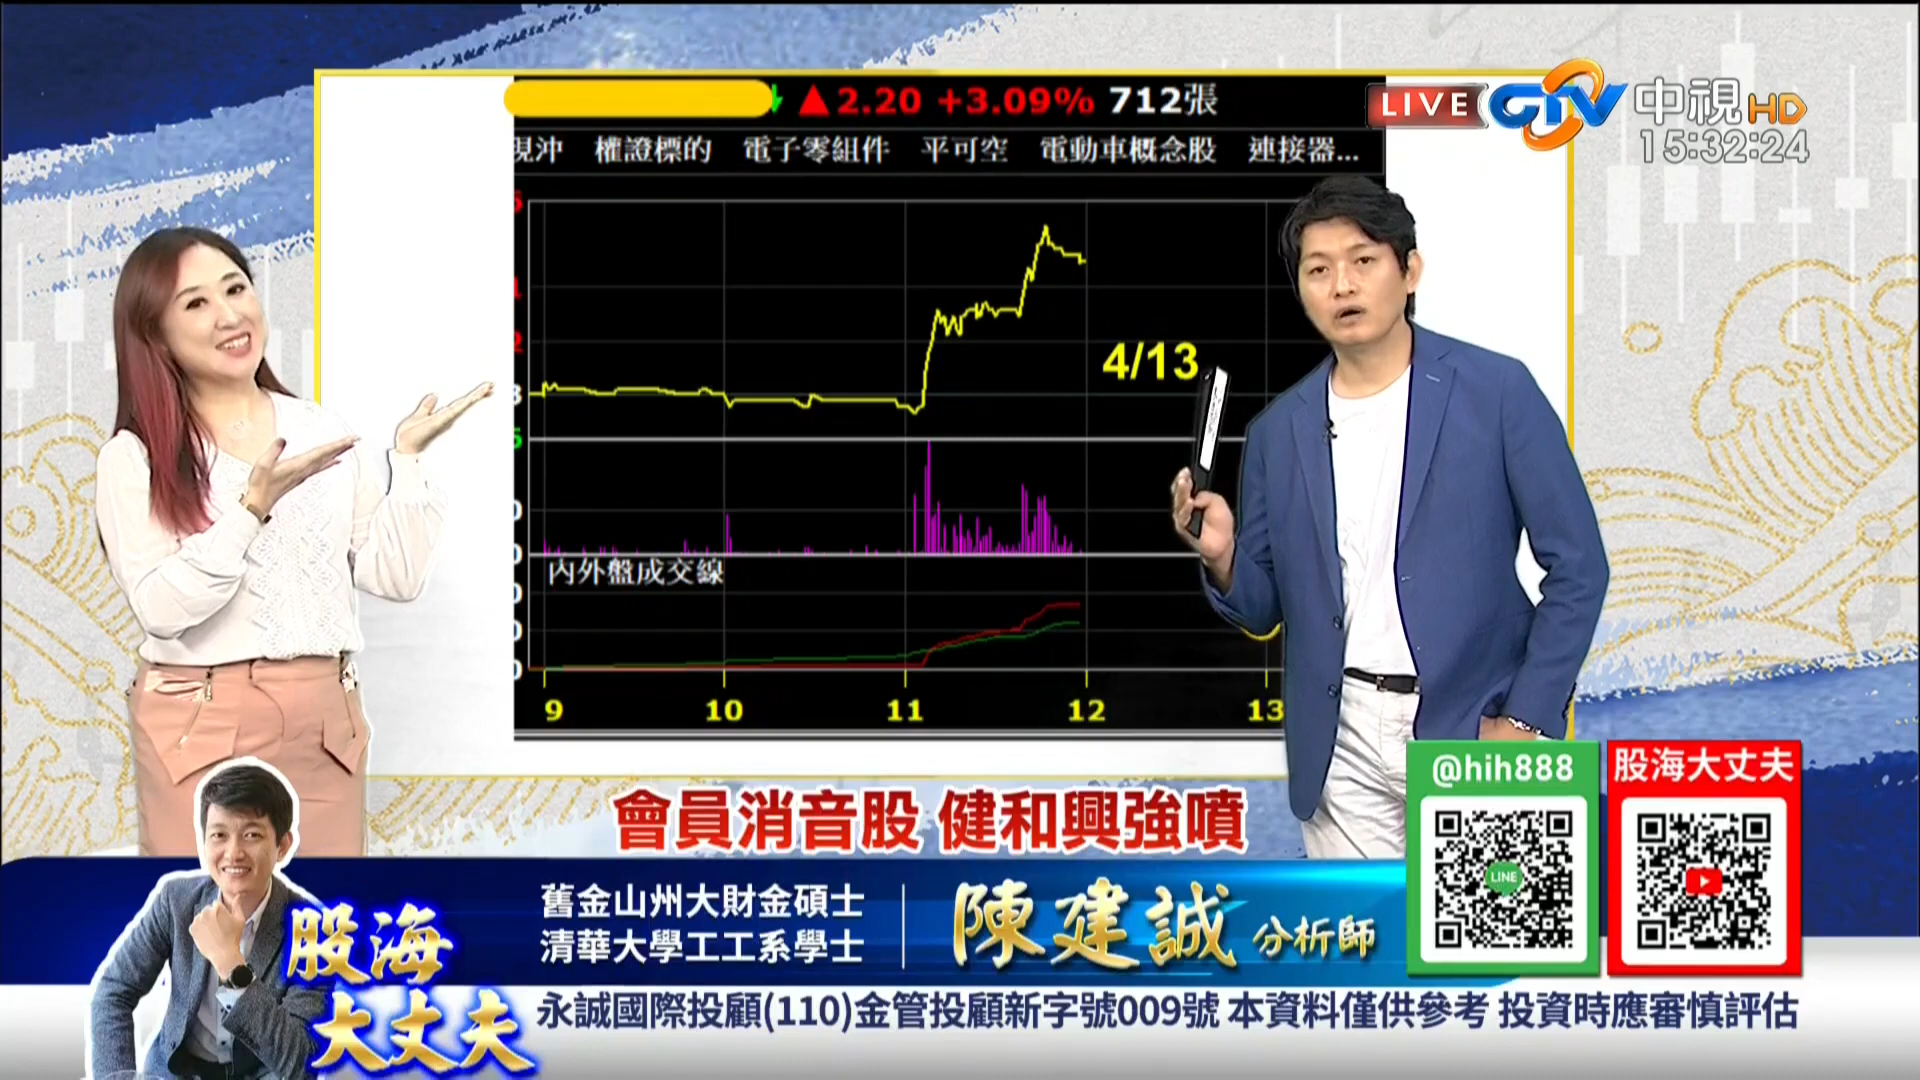 ▲2.20 +3.09% 712張
LIVE CTV 中視HD
15:32:24
現沖 權證標的 電子零組件 平可空 電動車概念股 連接器...
4/13
內外盤成交線
9 10 11 12 13
會員消音股 健和興強噴
@hih888
LINE
股海大丈夫
股海
大丈夫
舊金山州大財金碩士
清華大學工工系學士
陳建誠 分析師
永誠國際投顧(110)金管投顧新字號009號 本資料僅供參考 投資時應審慎評估